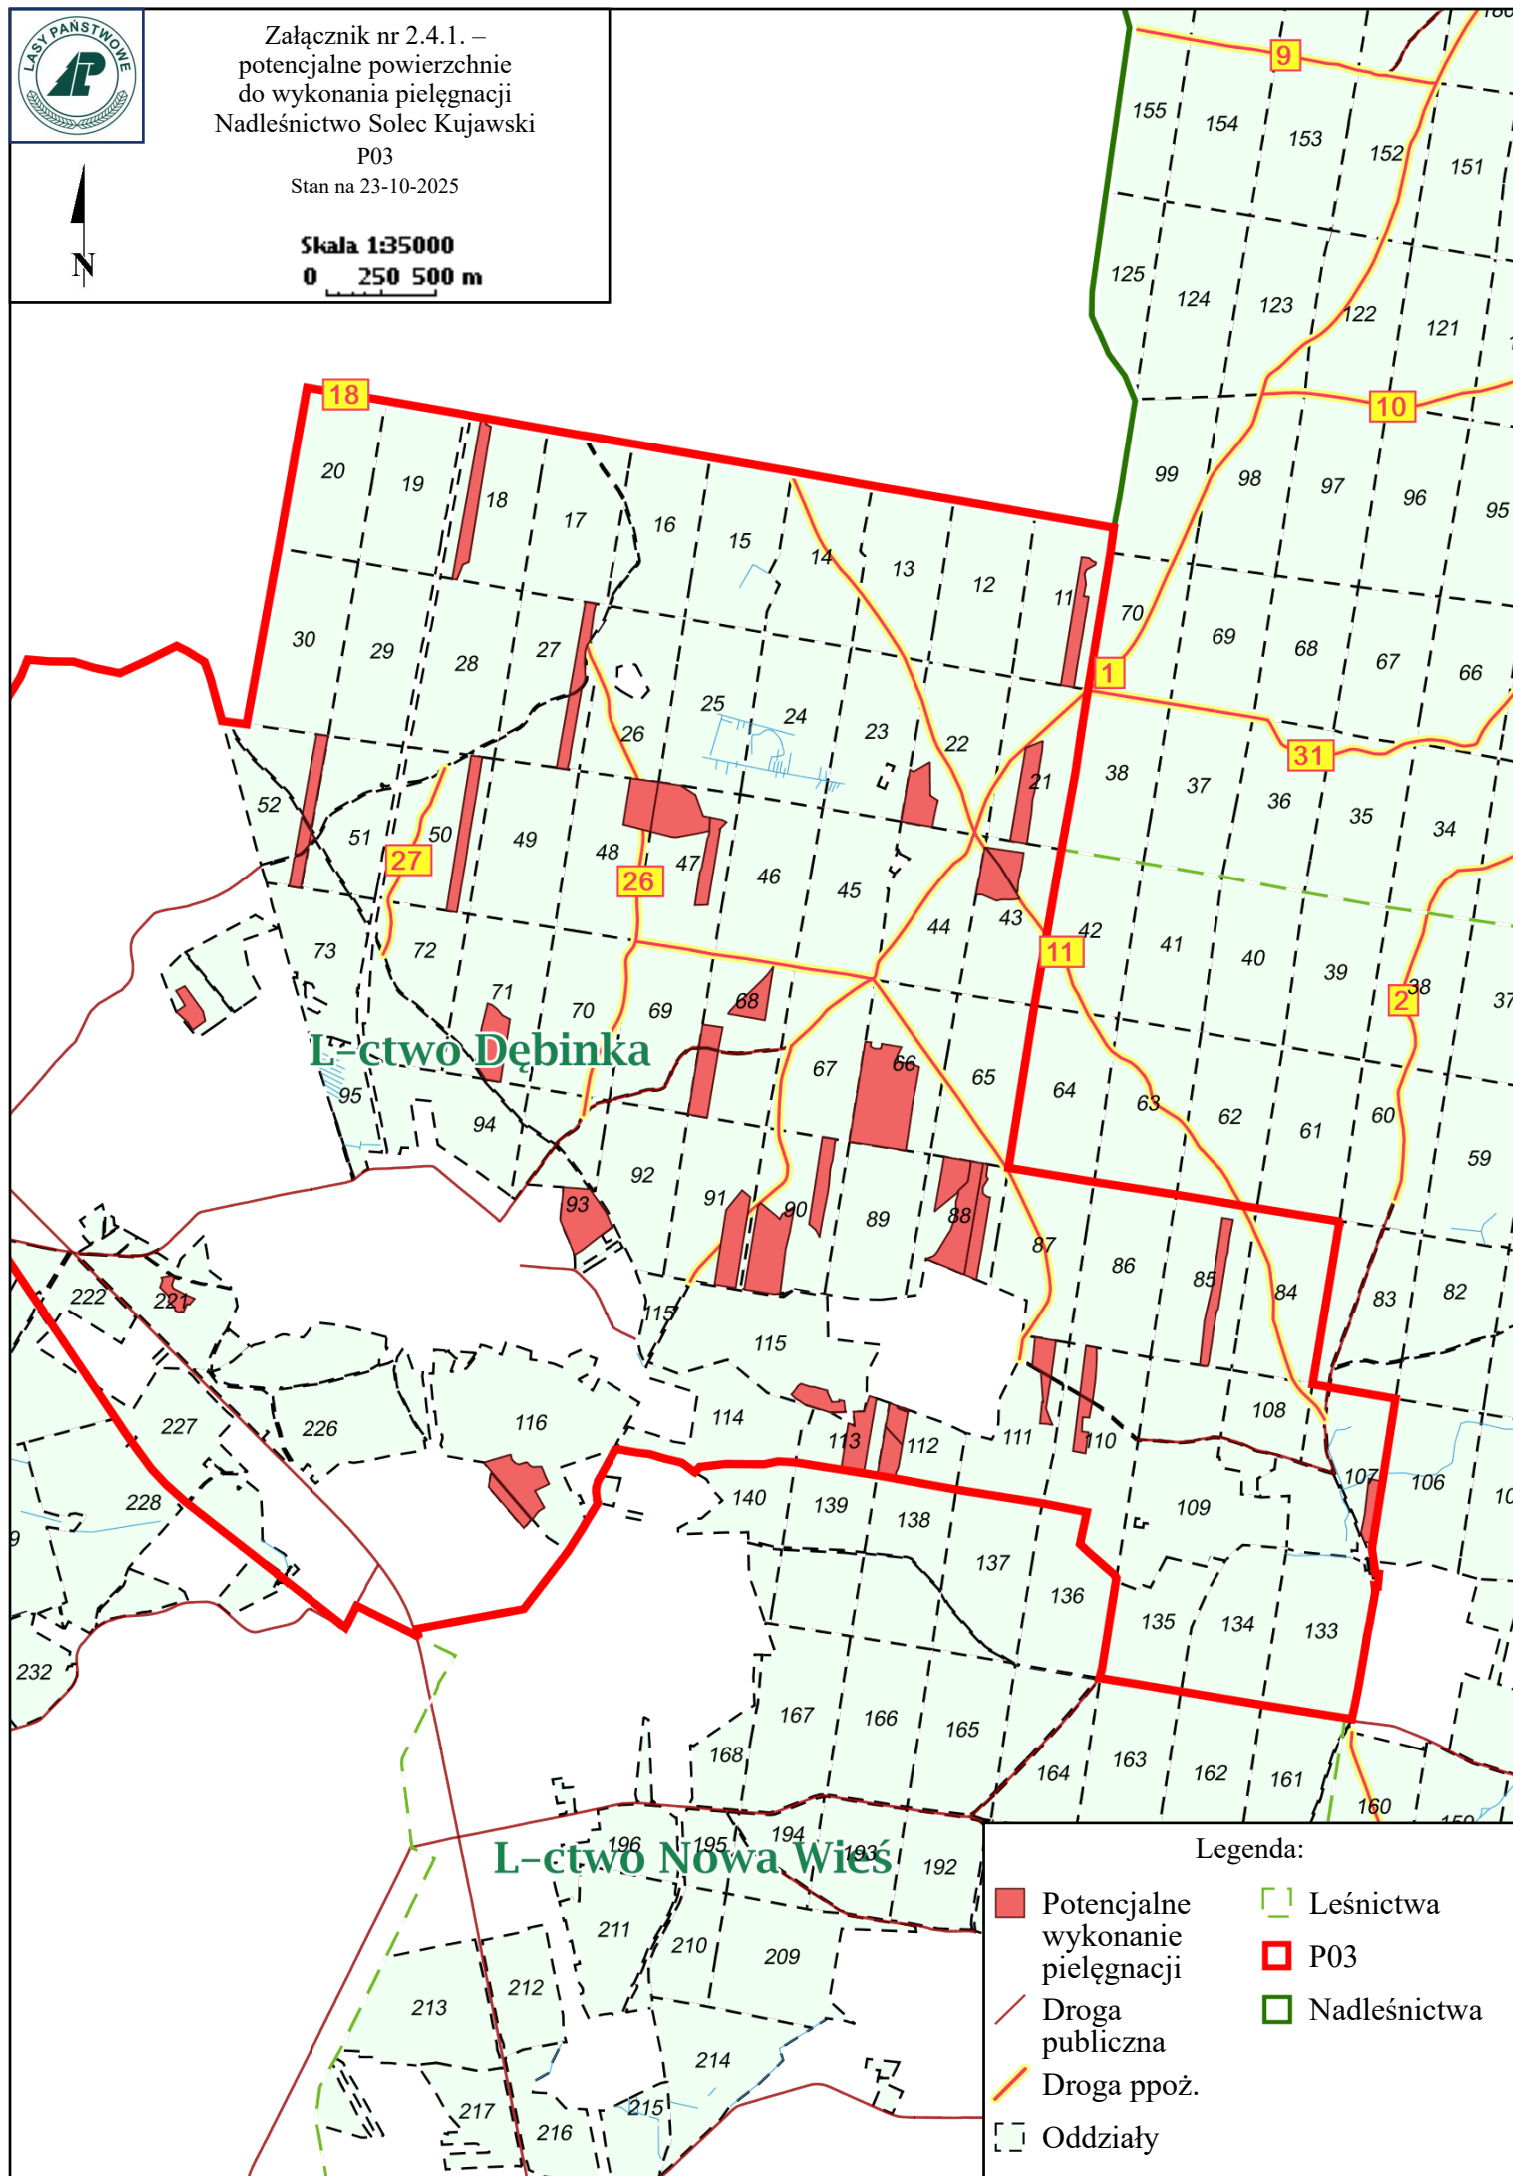 LASY PAŃSTWOWE
Załącznik nr 2.4.1. –
potencjalne powierzchnie
do wykonania pielęgnacji
Nadleśnictwo Solec Kujawski
P03
Stan na 23-10-2025
N
Skala 1:35000
0 250 500 m
9
155 154 153 152 151
125 124 123 122 121
10
18
20 19 18 17 16 15 14 13 12 11
99 98 97 96 95
70 69 68 67 66
1
30 29 28 27 26 25 24 23 22 21
31
38 37 36 35 34
52 51 50 49 48 47 46 45 44 43
27
26
11
42 41 40 39 38 37
2
73 72 71 70 69 68 67 66 65
64 63 62 61 60 59
L-ctwo Dębinka
95 94 93 92 91 90 89 88 87 86 85 84 83 82
222 221 115 115
227 226 116 114 113 112 111 110 108 107 106
228 140 139 138 137 136 109
9
135 134 133
232
168 167 166 165 164 163 162 161 160
196 195 194 193 192
L-ctwo Nowa Wieś
211 210 209
213 212
214
217 216 215
Legenda:
Potencjalne
wykonanie
pielęgnacji
Droga
publiczna
Droga ppoż.
Oddziały
Leśnictwa
P03
Nadleśnictwa